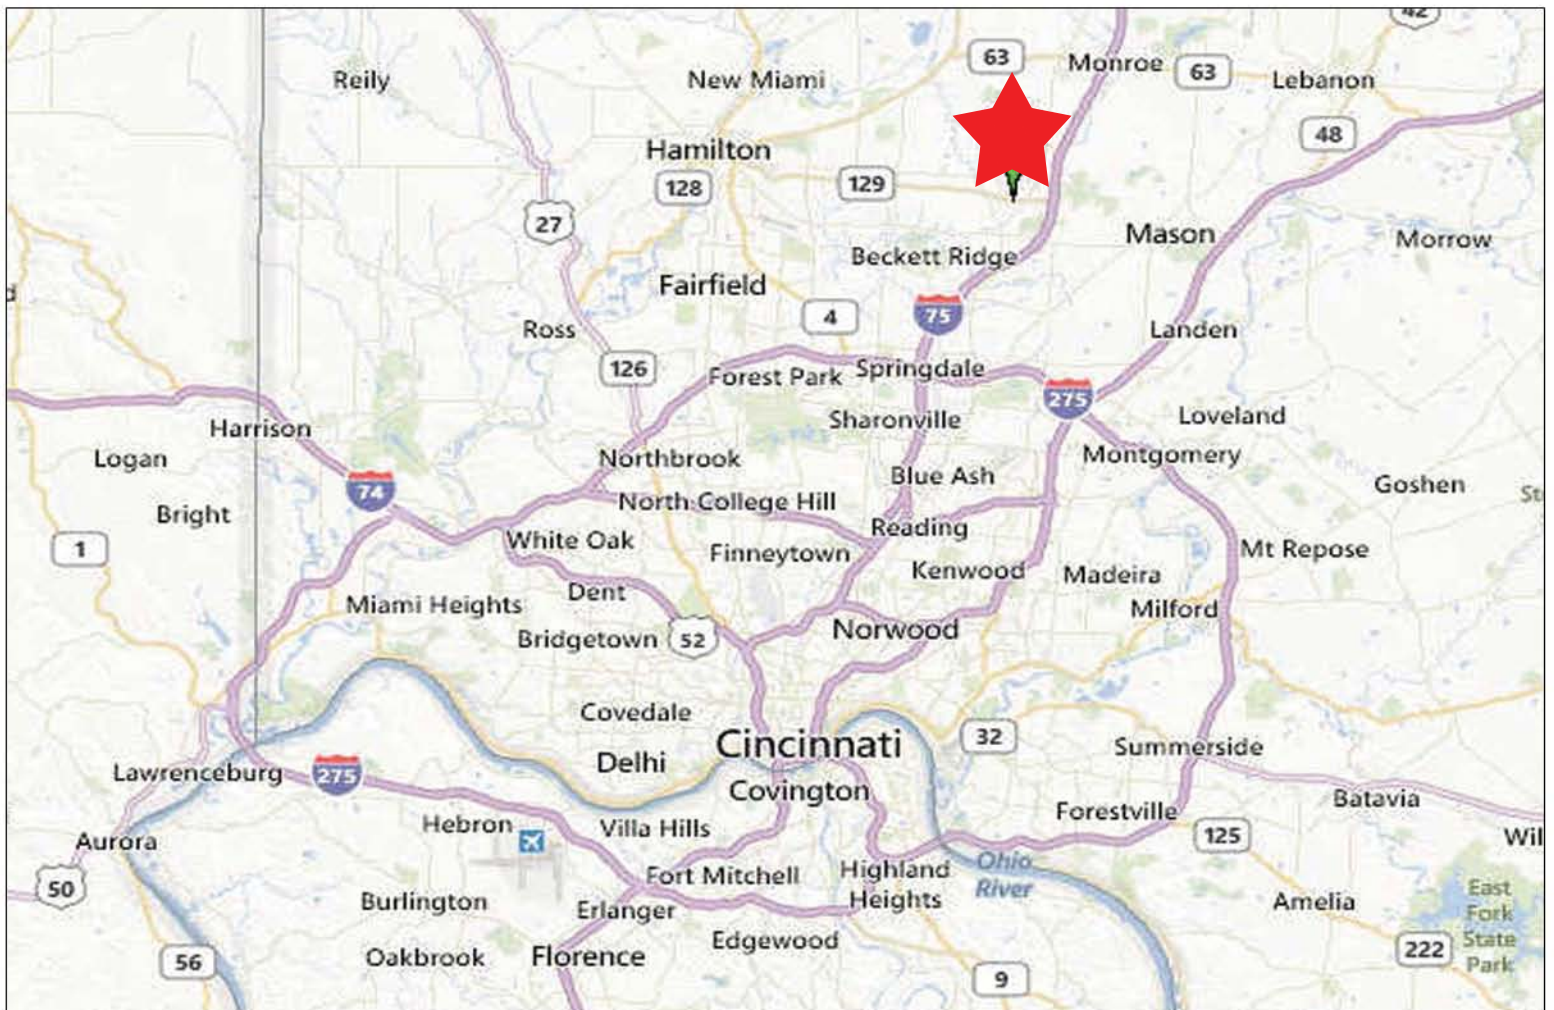 42
63
Monroe
63
Reily
New Miami
Lebanon
48
Hamilton
128
129
27
Mason
Morrow
Beckett Ridge
Fairfield
75
4
Ross
Landen
126
Forest Park
Springdale
275
Sharonville
Loveland
Harrison
Logan
Northbrook
Montgomery
74
Blue Ash
Goshen
St
North College Hill
Bright
Reading
1
White Oak
Finneytown
Mt Repose
Kenwood
Madeira
Dent
Miami Heights
Milford
Bridgetown
52
Norwood
Covedale
32
Cincinnati
Summerside
Delhi
Lawrenceburg
275
Covington
Batavia
Forestville
Hebron
Villa Hills
125
Wil
Aurora
Ohio
River
Highland
Heights
Fort Mitchell
50
East
Fork
State
Park
Burlington
Erlanger
Amelia
Edgewood
222
Oakbrook
Florence
56
9
d